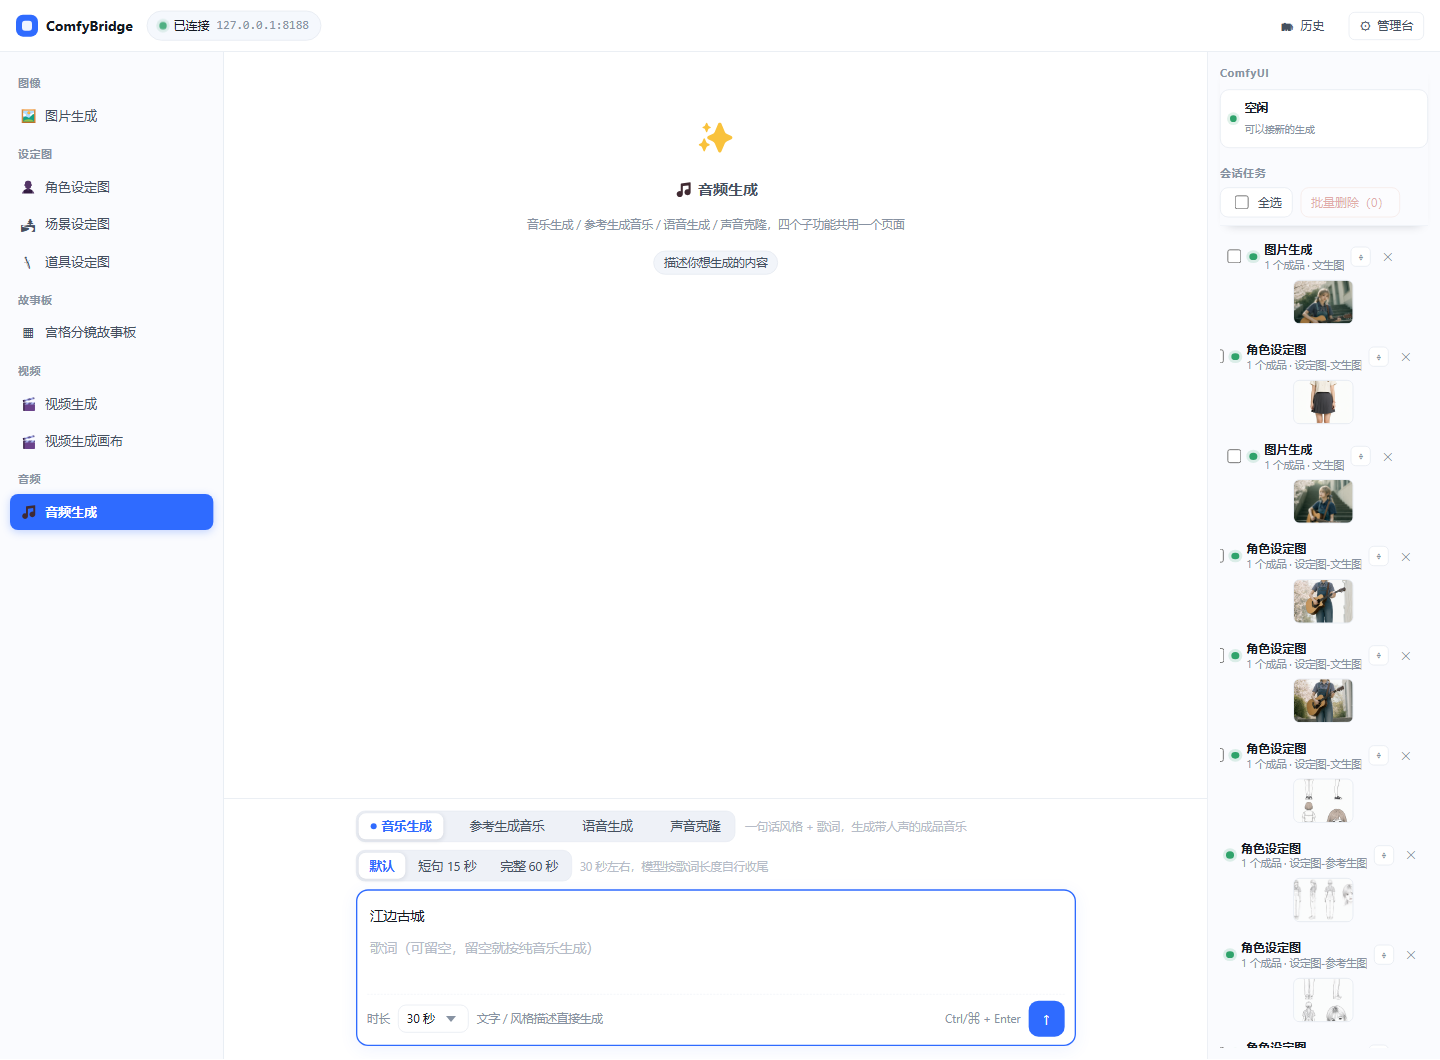 ComfyBridge
已连接 127.0.0.1:8188
历史
管理台
图像
图片生成
设定图
角色设定图
场景设定图
道具设定图
故事板
宫格分镜故事板
视频
视频生成
视频生成画布
音频
音频生成
音频生成
音乐生成 / 参考生成音乐 / 语音生成 / 声音克隆，四个子功能共用一个页面
描述你想生成的内容
音乐生成 参考生成音乐 语音生成 声音克隆 一句话风格 + 歌词，生成带人声的成品音乐
默认 短句 15 秒 完整 60 秒 30 秒左右，模型按歌词长度自行收尾
江边古城
歌词（可留空，留空就按纯音乐生成）
时长 30 秒 文字 / 风格描述直接生成 Ctrl/⌘ + Enter
ComfyUI
空闲
可以接新的生成
会话任务
全选 批量删除（0）
图片生成
1 个成品 · 文生图
角色设定图
1 个成品 · 设定图-文生图
图片生成
1 个成品 · 文生图
角色设定图
1 个成品 · 设定图-文生图
角色设定图
1 个成品 · 设定图-文生图
角色设定图
1 个成品 · 设定图-文生图
角色设定图
1 个成品 · 设定图-参考生图
角色设定图
1 个成品 · 设定图-参考生图
角色设定图